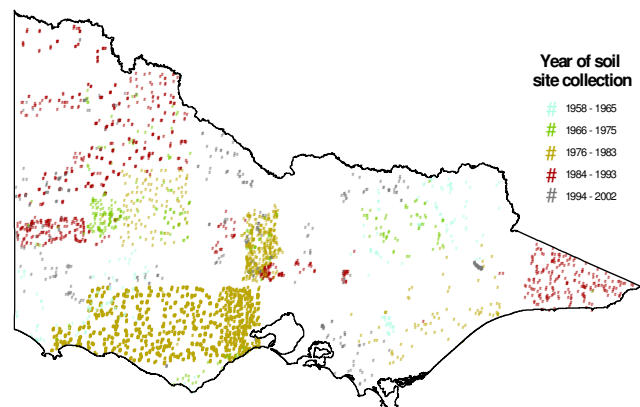 Year of soil
site collection
# 1958 - 1965
# 1966 - 1975
# 1976 - 1983
# 1984 - 1993
# 1994 - 2002